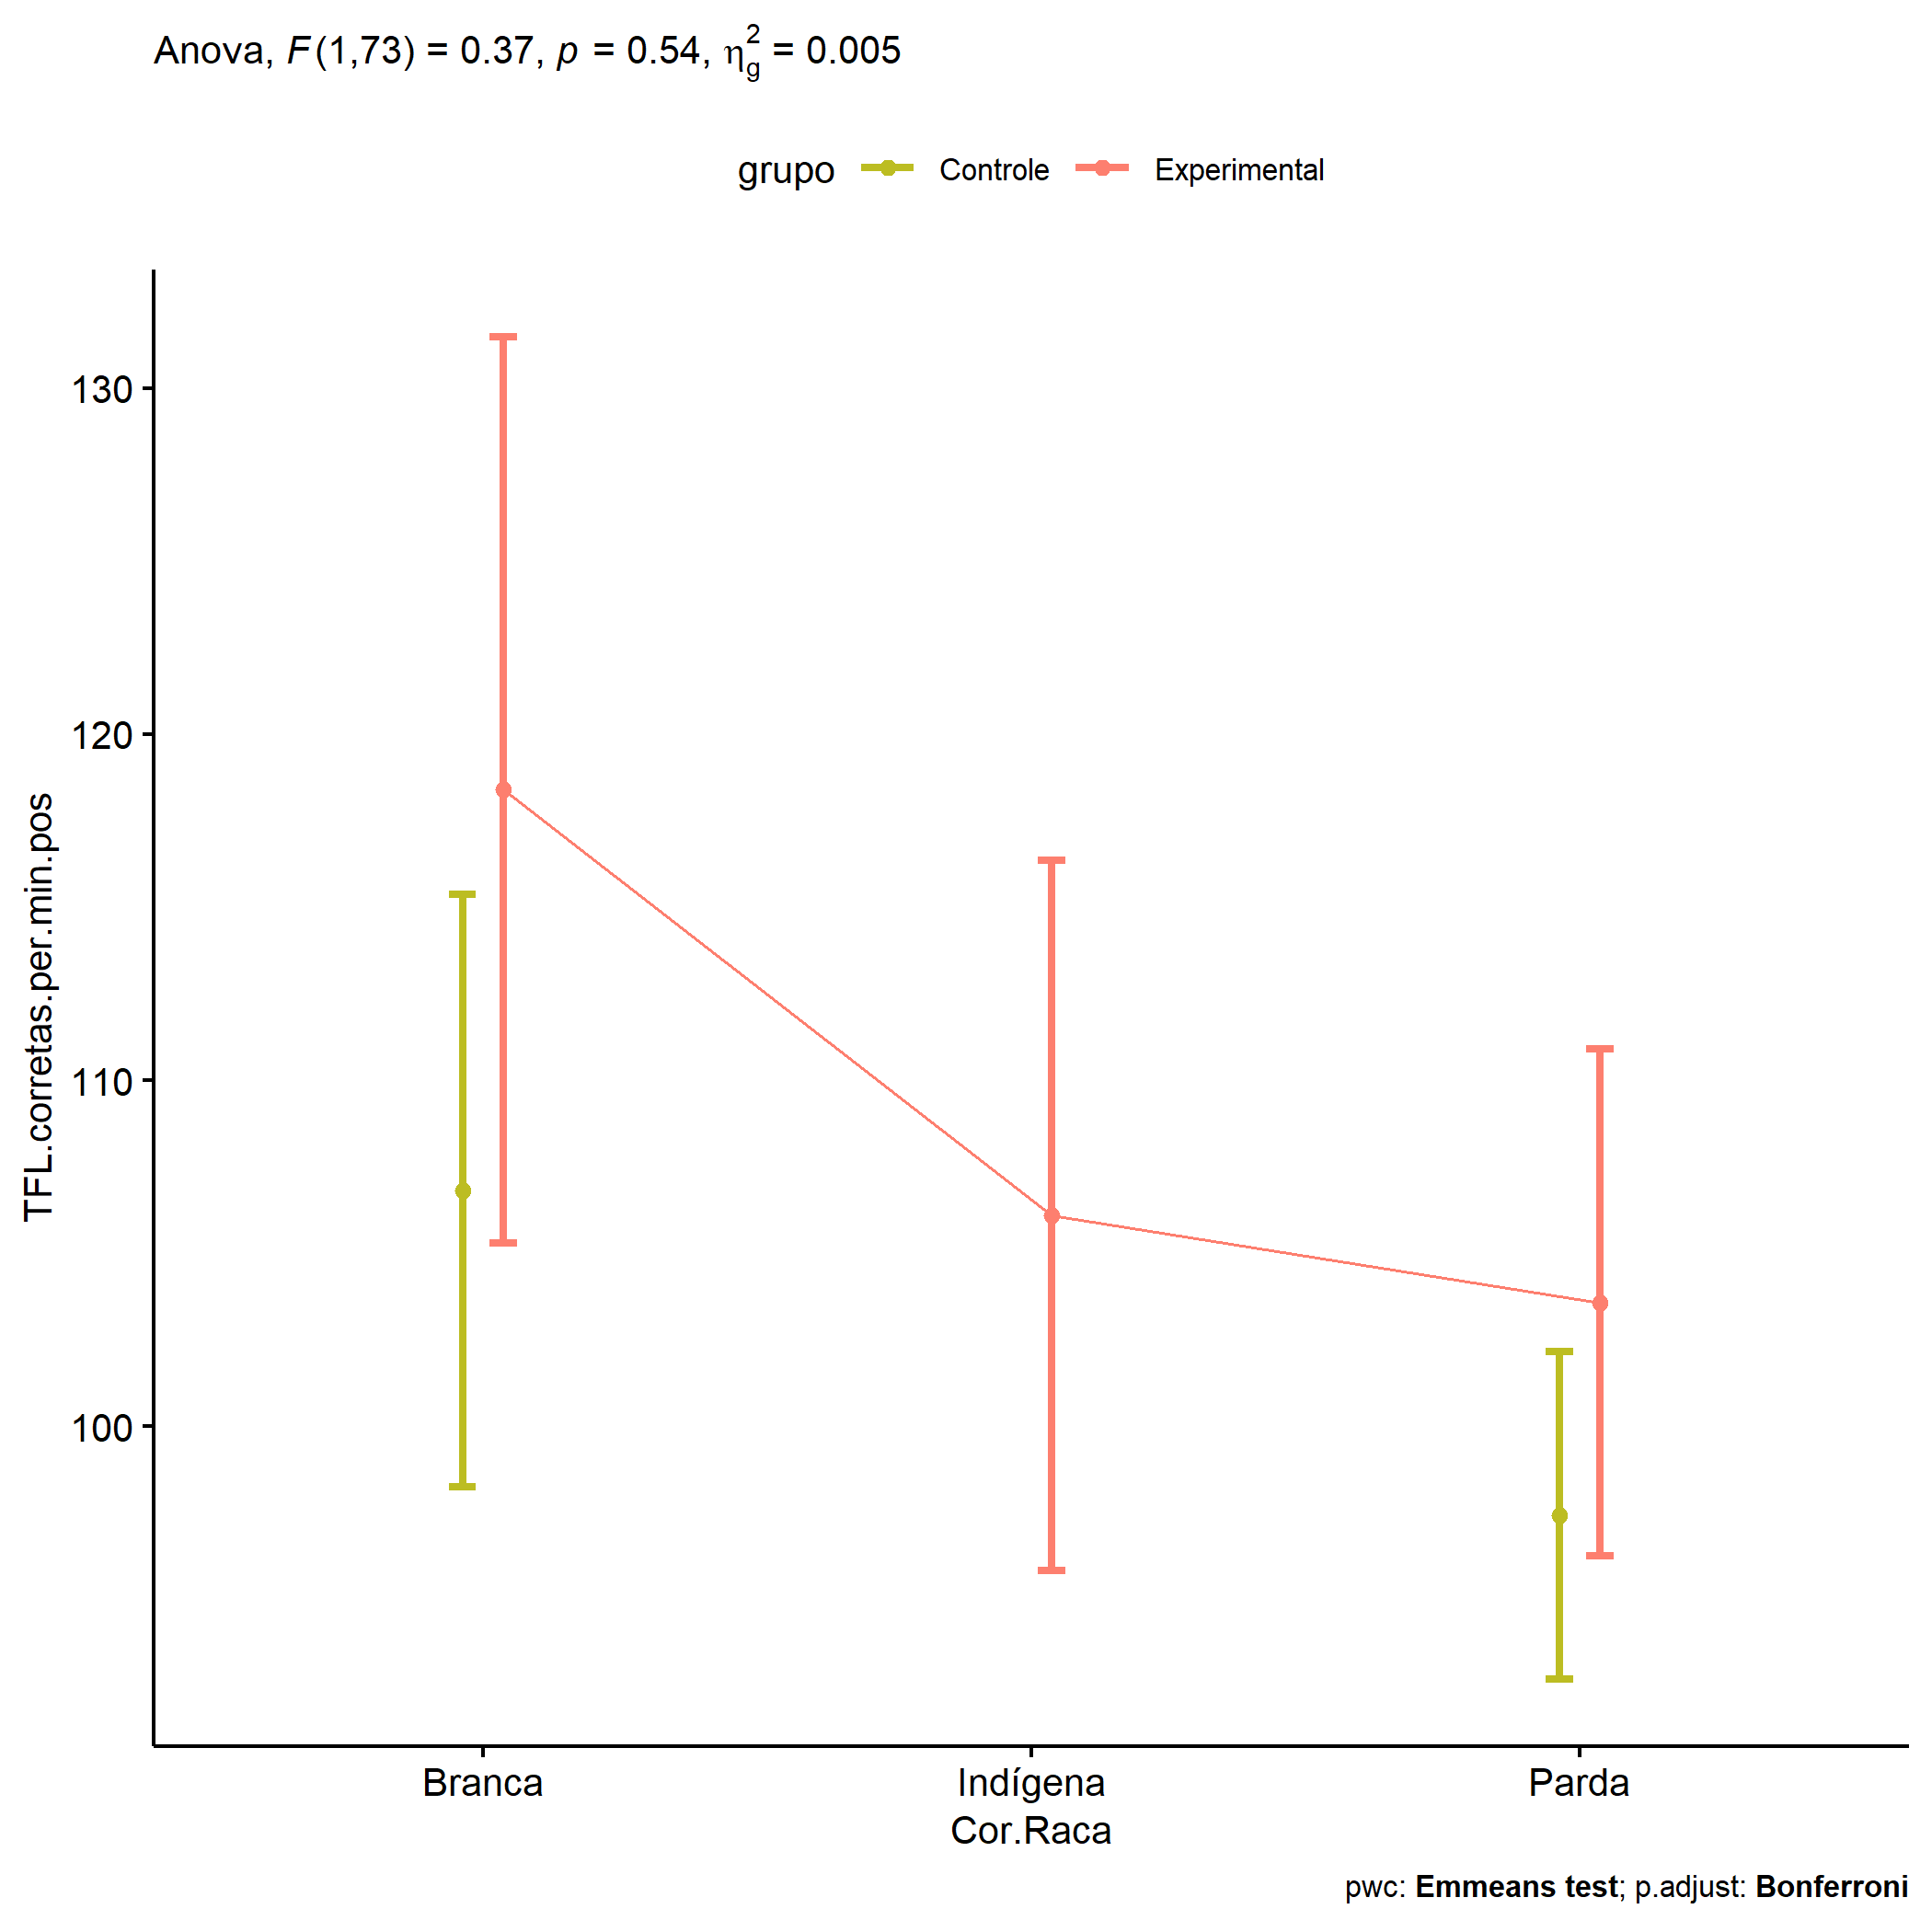 Anova, F(1,73) = 0.37, p = 0.54, η²g = 0.005
grupo Controle Experimental
130
120
110
100
TFL.corretas.per.min.pos
Branca Indígena Parda
Cor.Raca
pwc: Emmeans test; p.adjust: Bonferroni